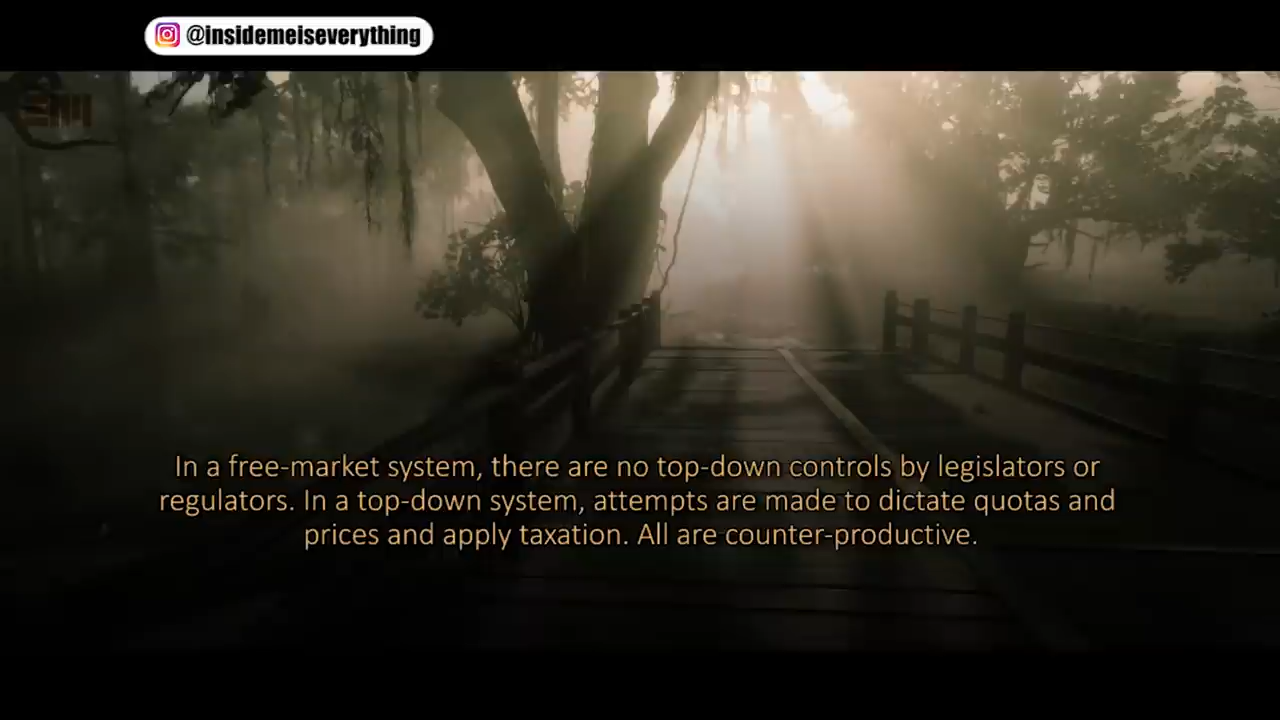 @insidemeiseverything
In a free-market system, there are no top-down controls by legislators or
regulators. In a top-down system, attempts are made to dictate quotas and
prices and apply taxation. All are counter-productive.